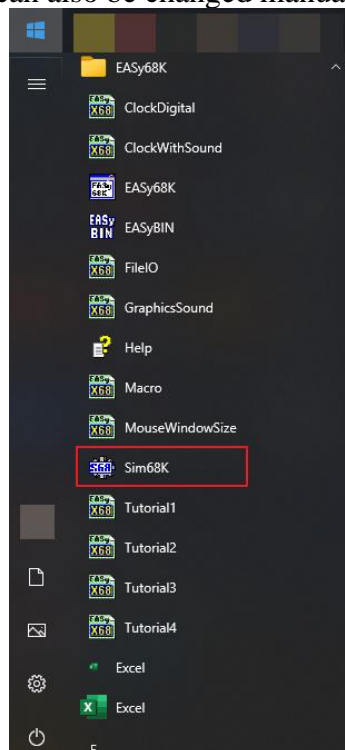 can also be changed manua
EASy68K
ClockDigital
ClockWithSound
EASy68K
EASyBIN
FileIO
GraphicsSound
Help
Macro
MouseWindowSize
Sim68K
Tutorial1
Tutorial2
Tutorial3
Tutorial4
Excel
Excel